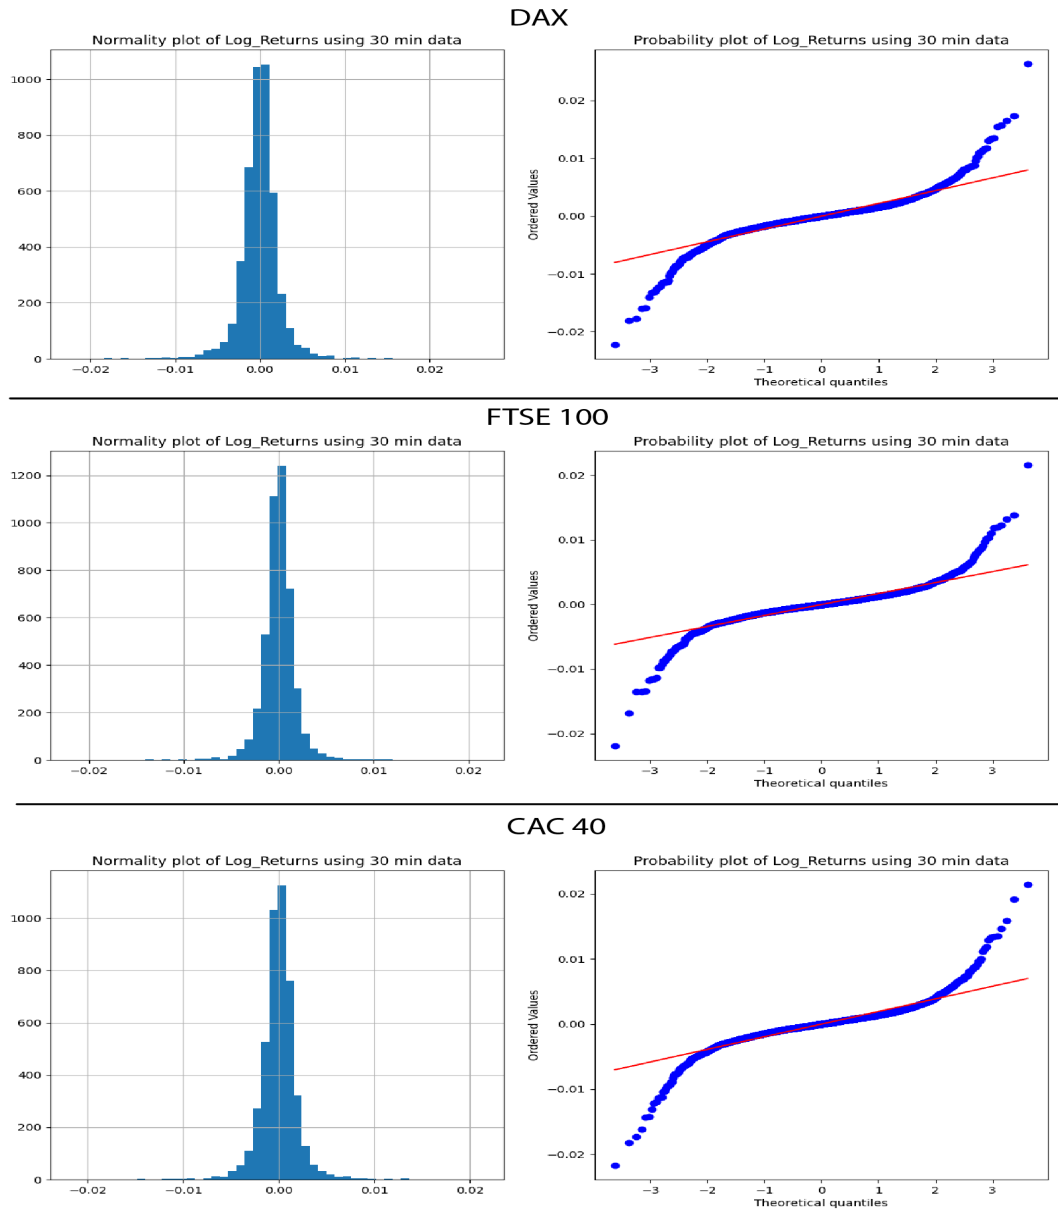 DAX
Normality plot of Log_Returns using 30 min data
1000
800
600
400
200
0
−0.02 −0.01 0.00 0.01 0.02
Probability plot of Log_Returns using 30 min data
Ordered Values
0.02
0.01
0.00
−0.01
−0.02
−3 −2 −1 0 1 2 3
Theoretical quantiles
FTSE 100
Normality plot of Log_Returns using 30 min data
1200
1000
800
600
400
200
0
−0.02 −0.01 0.00 0.01 0.02
Probability plot of Log_Returns using 30 min data
Ordered Values
0.02
0.01
0.00
−0.01
−0.02
−3 −2 −1 0 1 2 3
Theoretical quantiles
CAC 40
Normality plot of Log_Returns using 30 min data
1000
800
600
400
200
0
−0.02 −0.01 0.00 0.01 0.02
Probability plot of Log_Returns using 30 min data
Ordered Values
0.02
0.01
0.00
−0.01
−0.02
−3 −2 −1 0 1 2 3
Theoretical quantiles